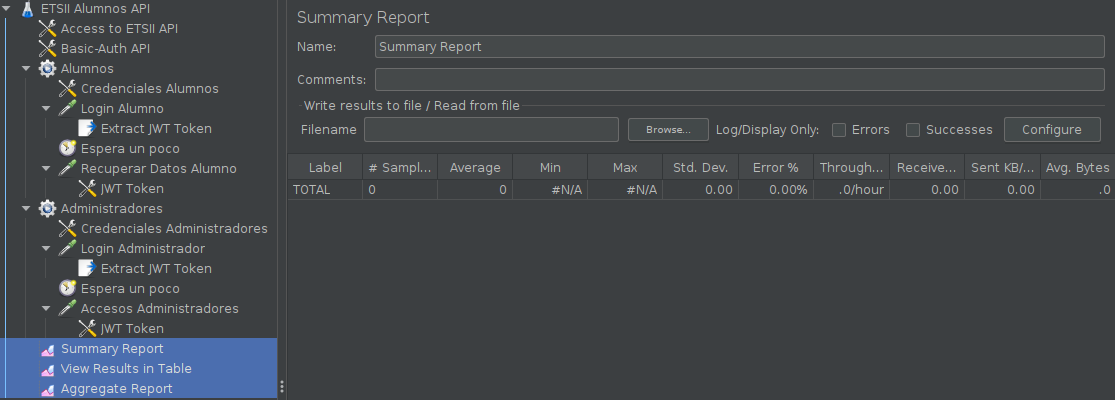 ETSII Alumnos API
Access to ETSII API
Basic-Auth API
Alumnos
Credenciales Alumnos
Login Alumno
Extract JWT Token
Espera un poco
Recuperar Datos Alumno
JWT Token
Administradores
Credenciales Administradores
Login Administrador
Extract JWT Token
Espera un poco
Accesos Administradores
JWT Token
Summary Report
View Results in Table
Aggregate Report
Summary Report
Name: Summary Report
Comments:
Write results to file / Read from file
Filename Browse... Log/Display Only: Errors Successes Configure
Label # Sampl... Average Min Max Std. Dev. Error % Through... Receive... Sent KB/... Avg. Bytes
TOTAL 0 0 #N/A #N/A 0.00 0.00% .0/hour 0.00 0.00 .0